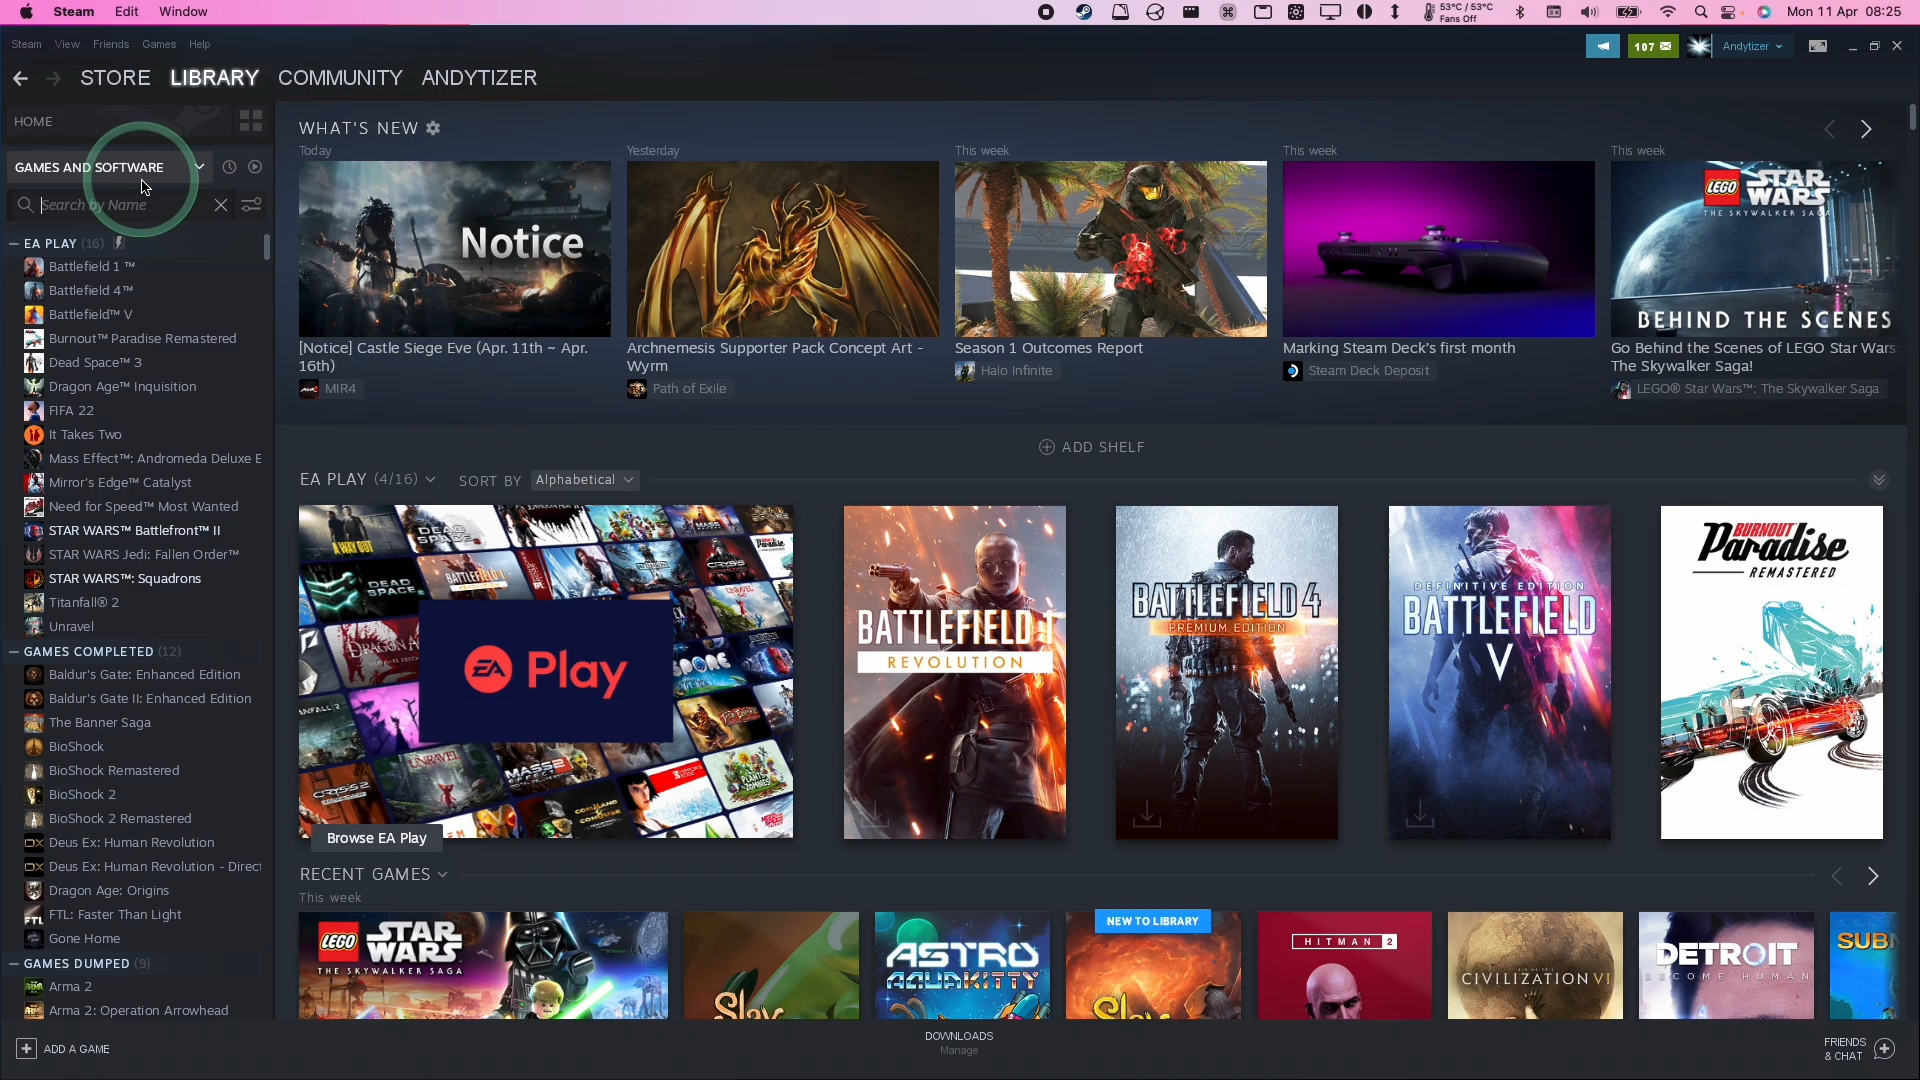 Steam Edit Window
53°C / 53°C
Fans Off
Mon 11 Apr 08:25
Steam View Friends Games Help
107
Andytizer
STORE LIBRARY COMMUNITY ANDYTIZER
HOME
GAMES AND SOFTWARE
Search by Name
EA PLAY (16)
Battlefield 1 ™
Battlefield 4™
Battlefield™ V
Burnout™ Paradise Remastered
Dead Space™ 3
Dragon Age™ Inquisition
FIFA 22
It Takes Two
Mass Effect™: Andromeda Deluxe E
Mirror's Edge™ Catalyst
Need for Speed™ Most Wanted
STAR WARS™ Battlefront™ II
STAR WARS Jedi: Fallen Order™
STAR WARS™: Squadrons
Titanfall® 2
Unravel
GAMES COMPLETED (12)
Baldur's Gate: Enhanced Edition
Baldur's Gate II: Enhanced Edition
The Banner Saga
BioShock
BioShock Remastered
BioShock 2
BioShock 2 Remastered
Deus Ex: Human Revolution
Deus Ex: Human Revolution - Direct
Dragon Age: Origins
FTL: Faster Than Light
Gone Home
GAMES DUMPED (9)
Arma 2
Arma 2: Operation Arrowhead
WHAT'S NEW
Today
Notice
[Notice] Castle Siege Eve (Apr. 11th ~ Apr.
16th)
MIR4
Yesterday
Archnemesis Supporter Pack Concept Art -
Wyrm
Path of Exile
This week
Season 1 Outcomes Report
Halo Infinite
This week
Marking Steam Deck's first month
Steam Deck Deposit
This week
LEGO STAR WARS
THE SKYWALKER SAGA
BEHIND THE SCENES
Go Behind the Scenes of LEGO Star Wars:
The Skywalker Saga!
LEGO® Star Wars™: The Skywalker Saga
ADD SHELF
EA PLAY (4/16) SORT BY Alphabetical
EA Play
Browse EA Play
BATTLEFIELD 1
REVOLUTION
BATTLEFIELD 4
PREMIUM EDITION
DEFINITIVE EDITION
BATTLEFIELD
V
BURNOUT
Paradise
REMASTERED
RECENT GAMES
This week
LEGO STAR WARS
THE SKYWALKER SAGA
Slay
ASTRO
AQUAKITTY
NEW TO LIBRARY
Slay
HITMAN 2
CIVILIZATION VI
DETROIT
BECOME HUMAN
SUBN
ADD A GAME
DOWNLOADS
Manage
FRIENDS
& CHAT